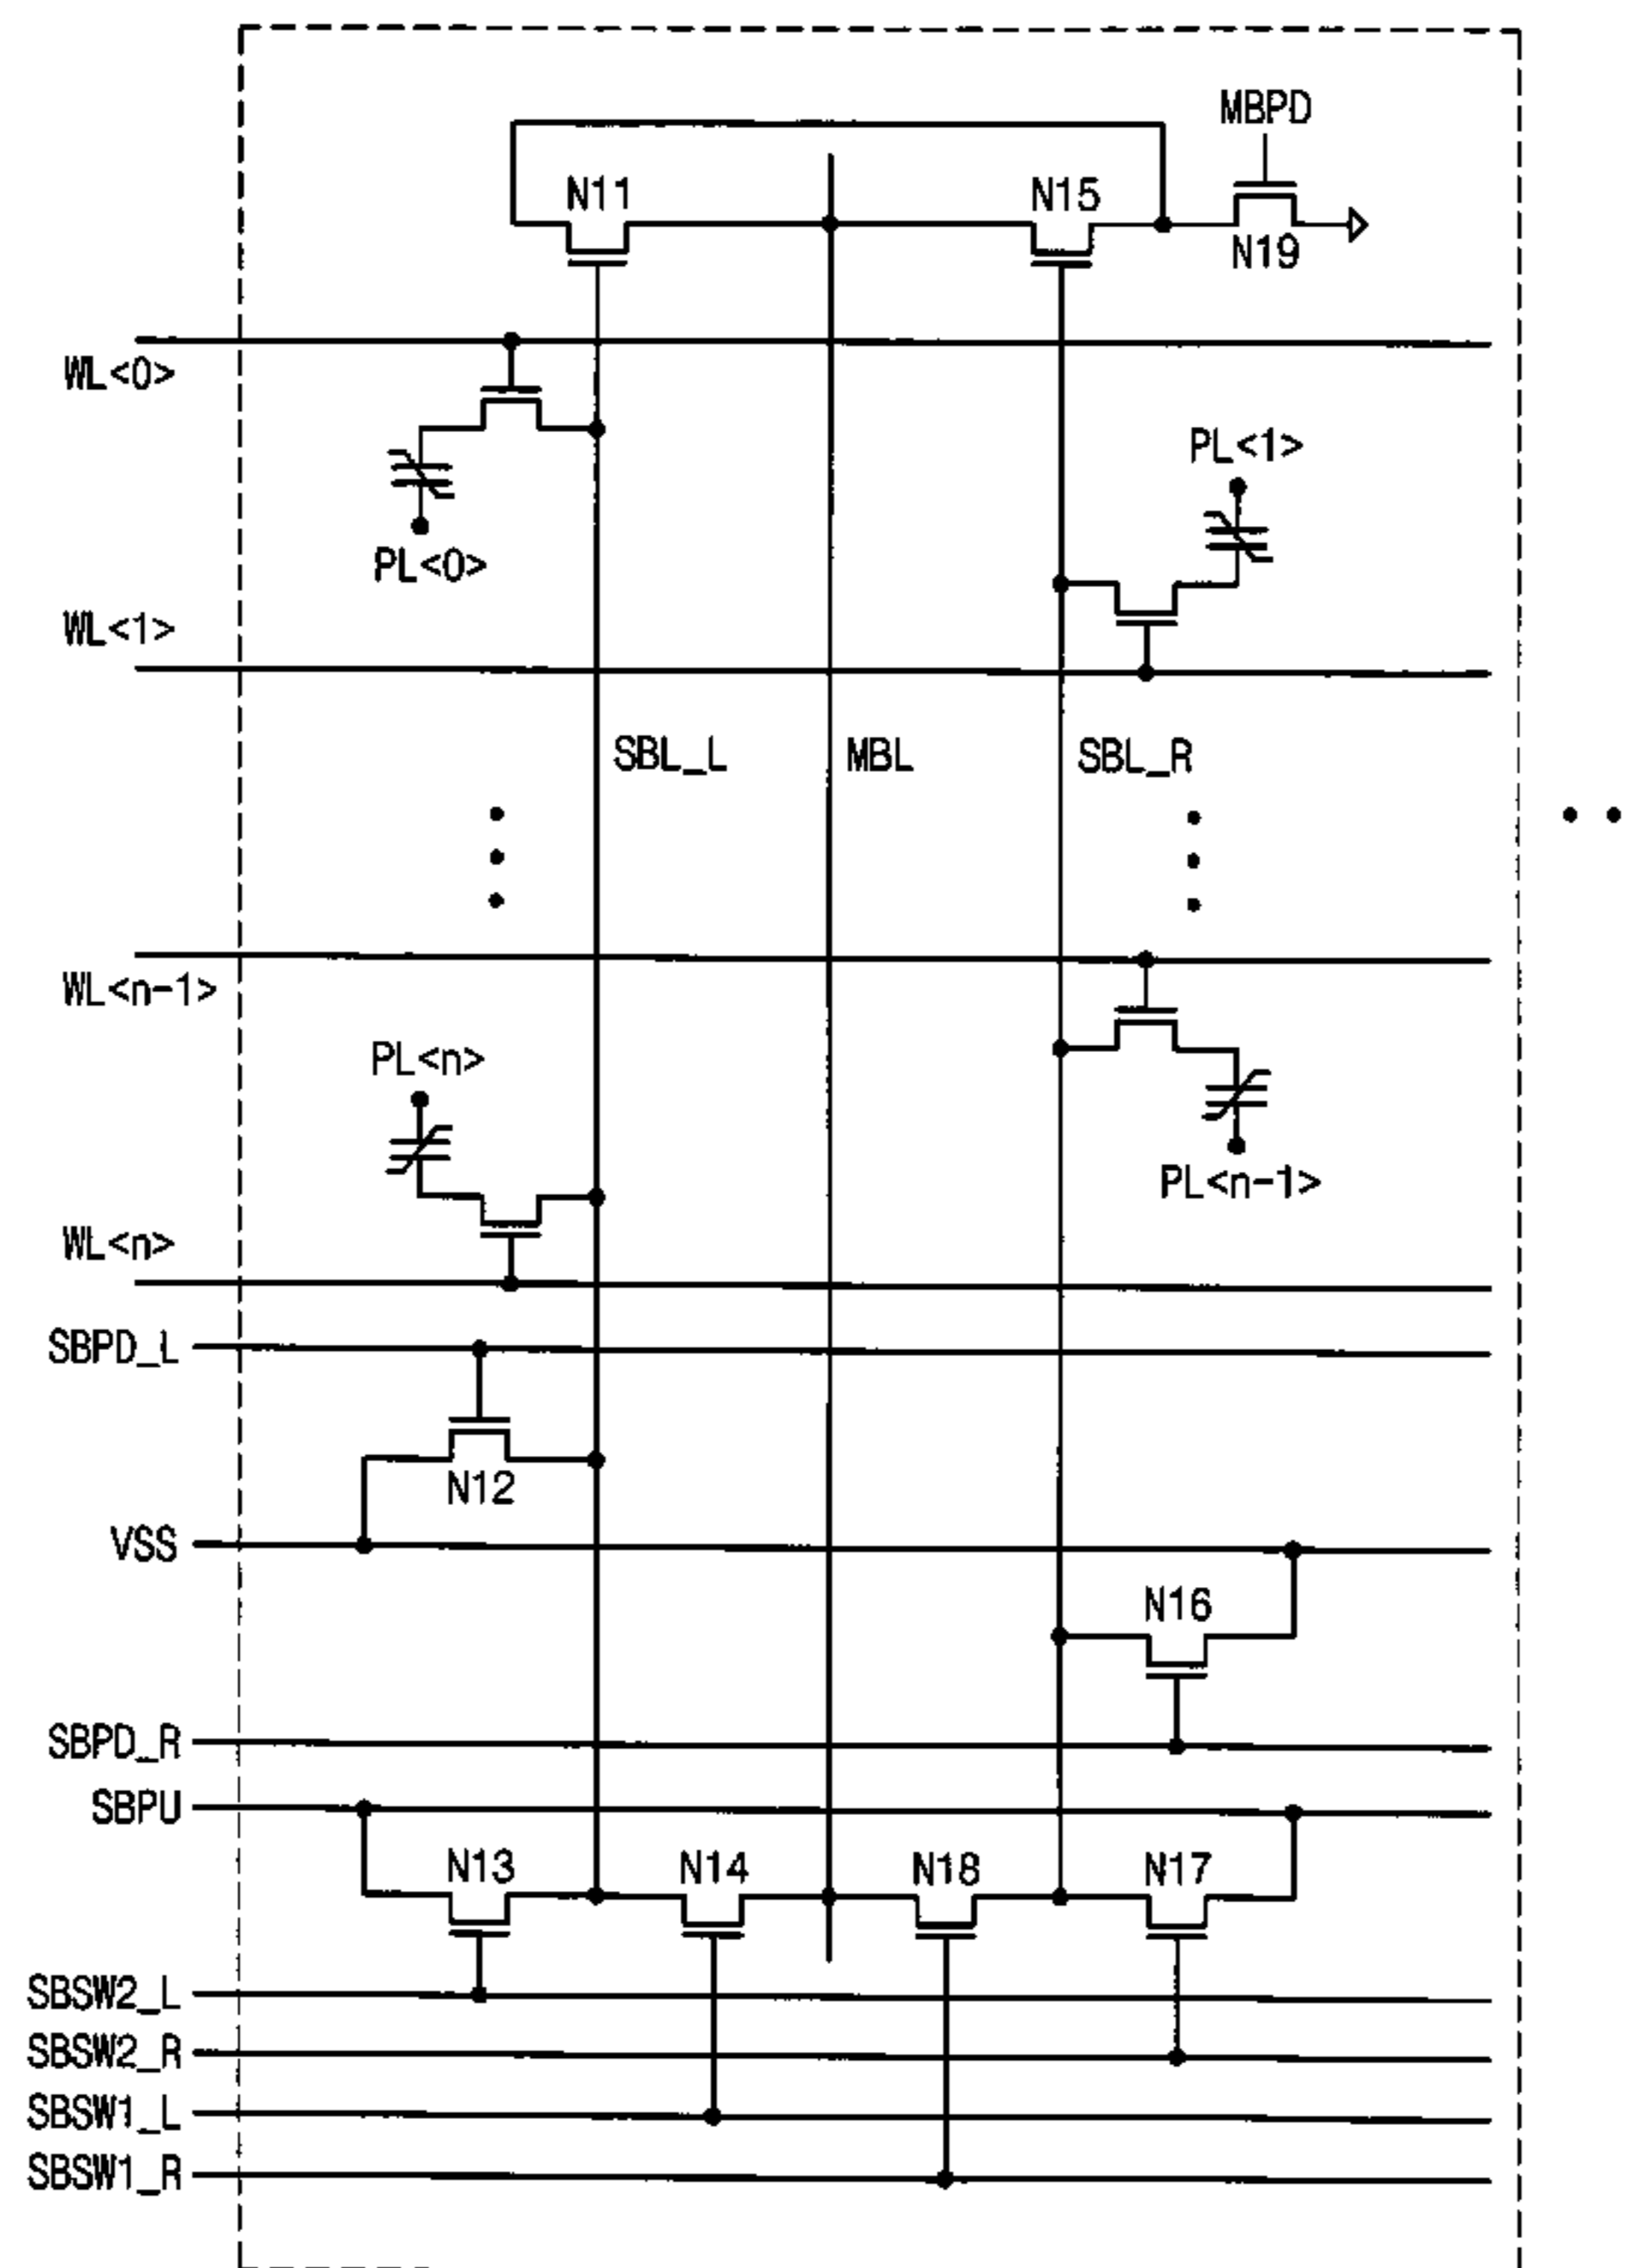 MBPD
N11
N15
N19
WL<0>
PL<1>
PL<0>
WL<1>
SBL_L
MBL
SBL_R
WL<n-1>
PL<n>
PL<n-1>
WL<n>
SBPD_L
N12
VSS
N16
SBPD_R
SBPU
N13
N14
N18
N17
SBSW2_L
SBSW2_R
SBSW1_L
SBSW1_R